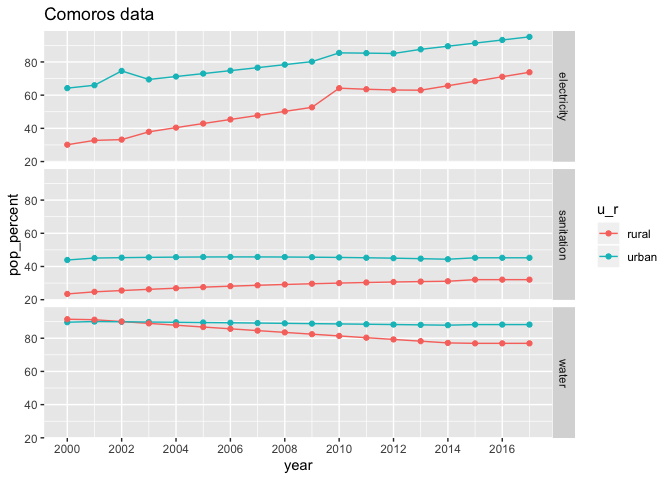 Comoros data
pop_percent
80
60
40
20
electricity
80
60
40
20
sanitation
80
60
40
20
water
2000 2002 2004 2006 2008 2010 2012 2014 2016
year
u_r
rural
urban